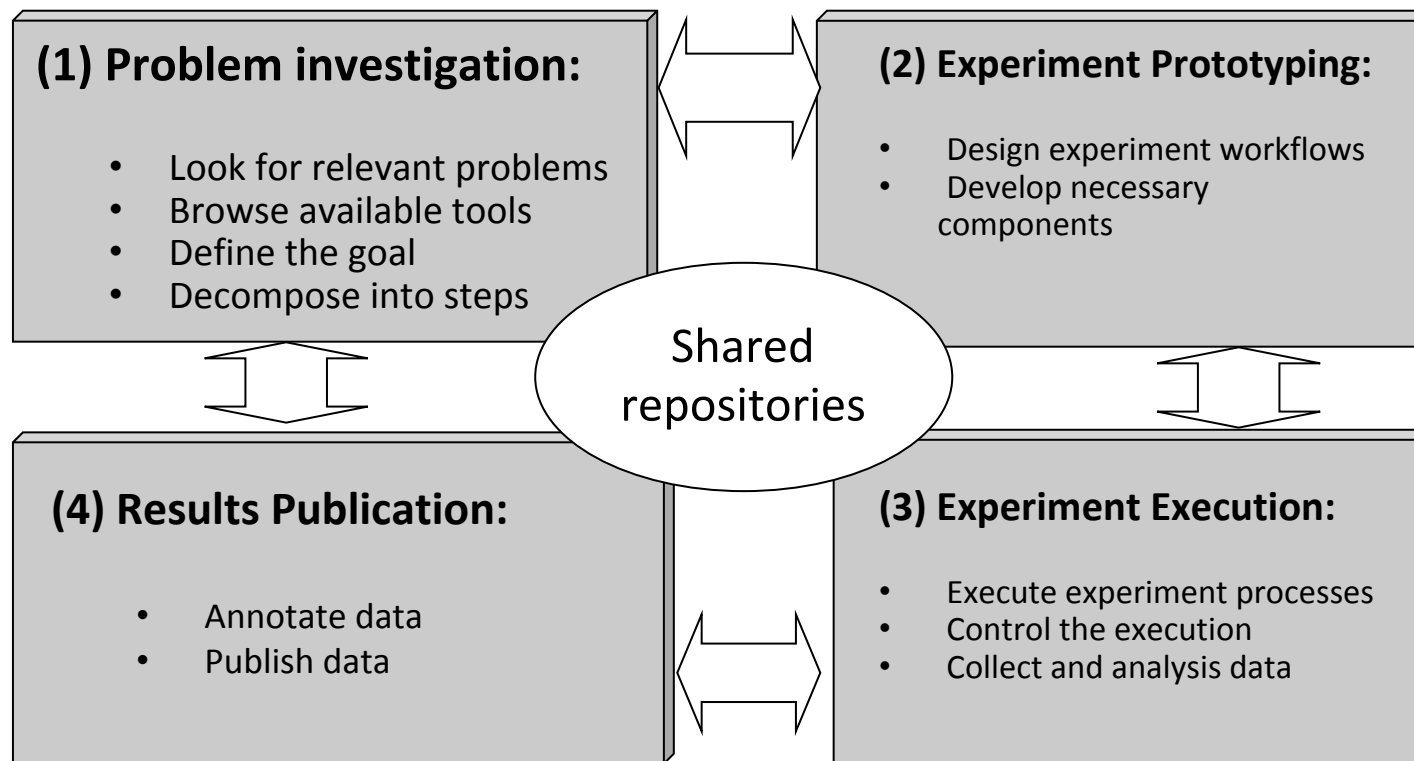 (1) Problem investigation:
• Look for relevant problems
• Browse available tools
• Define the goal
• Decompose into steps
(2) Experiment Prototyping:
• Design experiment workflows
• Develop necessary
components
Shared
repositories
(4) Results Publication:
• Annotate data
• Publish data
(3) Experiment Execution:
• Execute experiment processes
• Control the execution
• Collect and analysis data